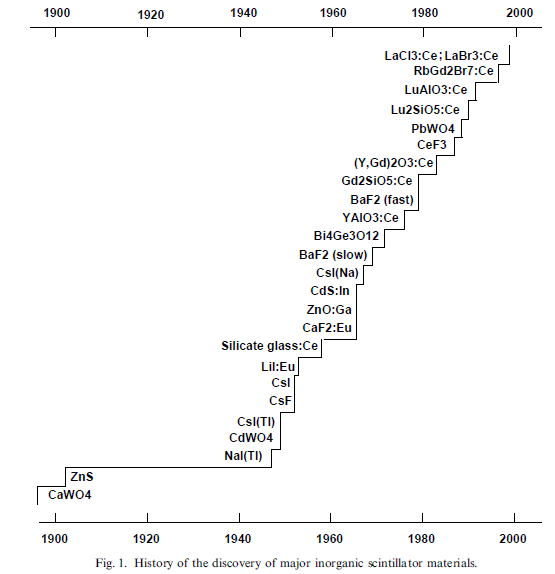 1900 1920 1940 1960 1980 2000
LaCl3:Ce; LaBr3:Ce
RbGd2Br7:Ce
LuAlO3:Ce
Lu2SiO5:Ce
PbWO4
CeF3
(Y,Gd)2O3:Ce
Gd2SiO5:Ce
BaF2 (fast)
YAlO3:Ce
Bi4Ge3O12
BaF2 (slow)
CsI(Na)
CdS:In
ZnO:Ga
CaF2:Eu
Silicate glass:Ce
LiI:Eu
CsI
CsF
CsI(Tl)
CdWO4
NaI(Tl)
ZnS
CaWO4
1900 1920 1940 1960 1980 2000
Fig. 1. History of the discovery of major inorganic scintillator materials.